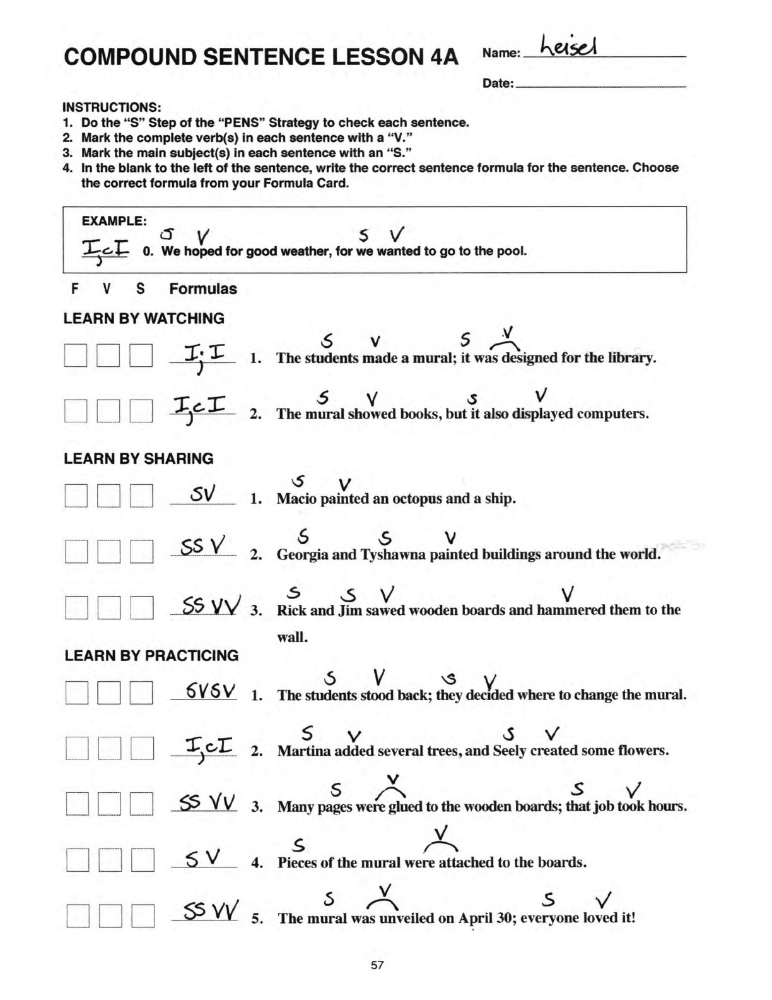 COMPOUND SENTENCE LESSON 4A Name: heisel
Date:
INSTRUCTIONS:
1. Do the “S” Step of the “PENS” Strategy to check each sentence.
2. Mark the complete verb(s) in each sentence with a “V.”
3. Mark the main subject(s) in each sentence with an “S.”
4. In the blank to the left of the sentence, write the correct sentence formula for the sentence. Choose
the correct formula from your Formula Card.
EXAMPLE:
S V S V
I,cI 0. We hoped for good weather, for we wanted to go to the pool.
F V S Formulas
LEARN BY WATCHING
S V S V
I;I 1. The students made a mural; it was designed for the library.
S V S V
I,cI 2. The mural showed books, but it also displayed computers.
LEARN BY SHARING
S V
SV 1. Macio painted an octopus and a ship.
S S V
SS V 2. Georgia and Tyshawna painted buildings around the world.
S S V V
SS VV 3. Rick and Jim sawed wooden boards and hammered them to the
wall.
LEARN BY PRACTICING
S V S V
SVSV 1. The students stood back; they decided where to change the mural.
S V S V
I,cI 2. Martina added several trees, and Seely created some flowers.
S V S V
SS VV 3. Many pages were glued to the wooden boards; that job took hours.
S V
S V 4. Pieces of the mural were attached to the boards.
S V S V
SS VV 5. The mural was unveiled on April 30; everyone loved it!
57